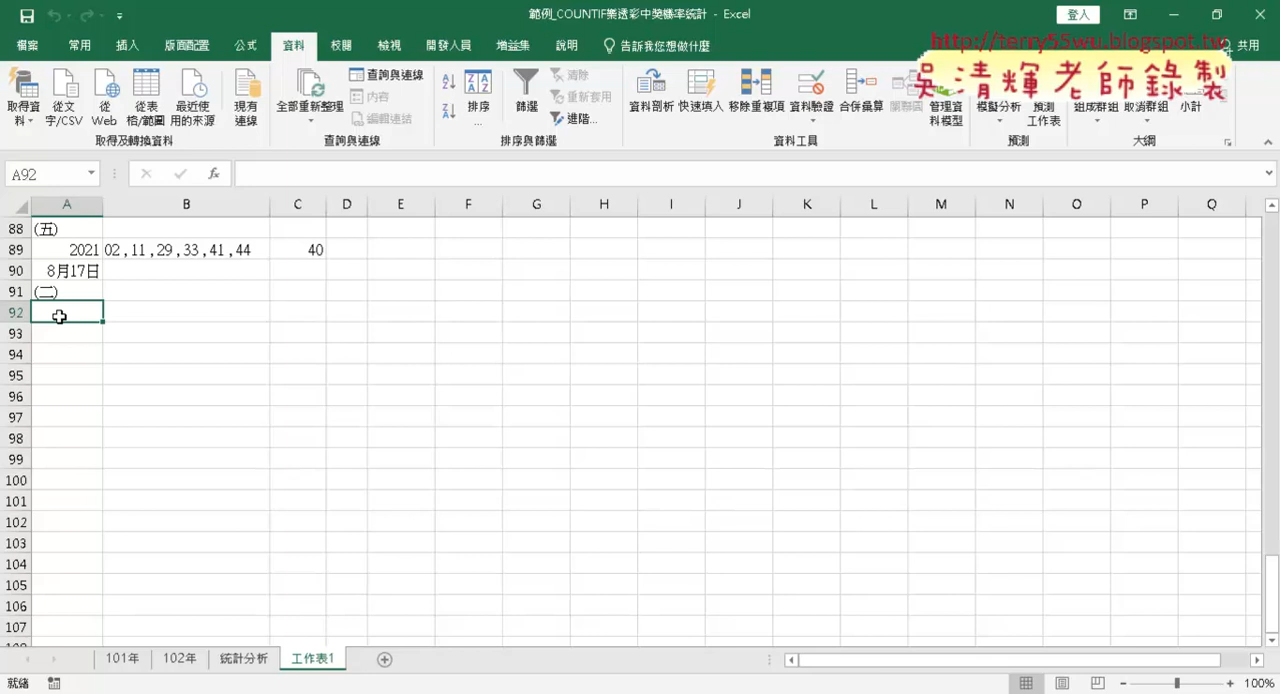 範例_COUNTIF樂透彩中獎機率統計 - Excel
登入
http://terry55wu.blogspot.tw
吳清輝老師錄製
檔案 常用 插入 版面配置 公式 資料 校閱 檢視 開發人員 增益集 說明 告訴我您想做什麼 共用
取得資料 從文字/CSV 從 Web 從表格/範圍 最近使用的來源 現有連線
取得及轉換資料
全部重新整理 查詢與連線 內容 編輯連結
查詢與連線
排序... 篩選 清除 重新套用 進階...
排序與篩選
資料剖析 快速填入 移除重複項 資料驗證 合併彙算 關聯圖 管理資料模型
資料工具
模擬分析 預測工作表
預測
組成群組 取消群組 小計
大綱
A92 fx
A B C D E F G H I J K L M N O P Q
88 (五)
89 2021 02 , 11 , 29 , 33 , 41 , 44 40
90 8月17日
91 (二)
92
93
94
95
96
97
98
99
100
101
102
103
104
105
106
107
101年 102年 統計分析 工作表1
就緒 100%